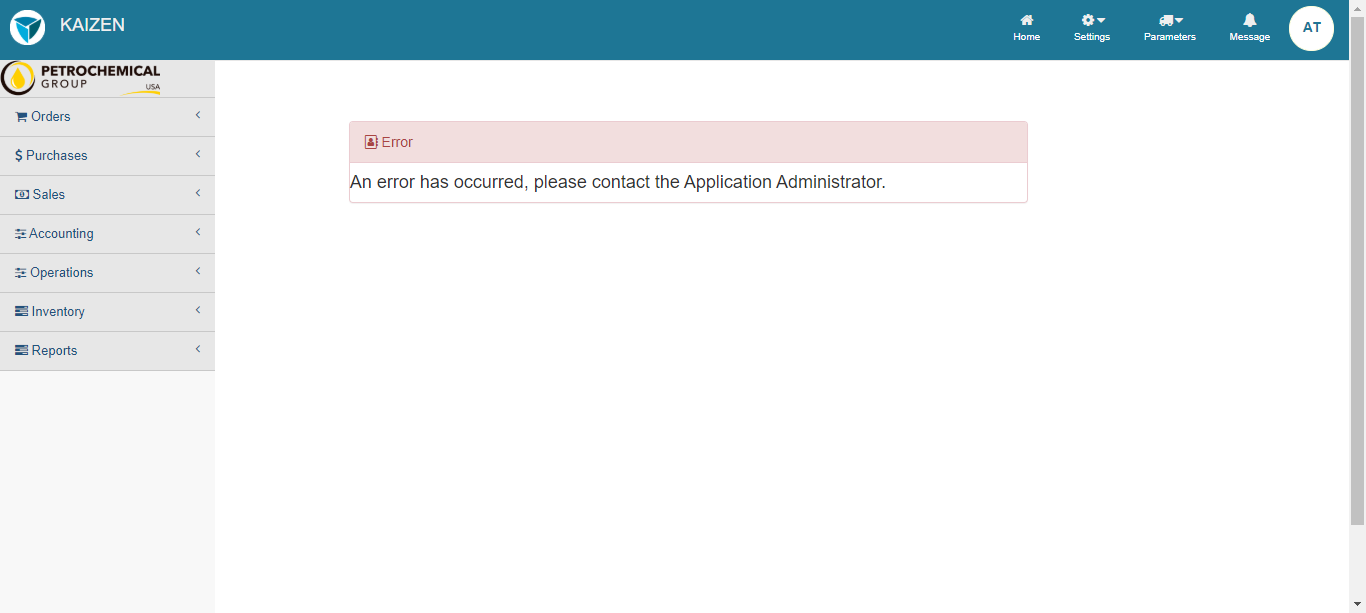 KAIZEN
Home
Settings
Parameters
Message
AT
PETROCHEMICAL
GROUP
USA
Orders
$ Purchases
Sales
Accounting
Operations
Inventory
Reports
Error
An error has occurred, please contact the Application Administrator.